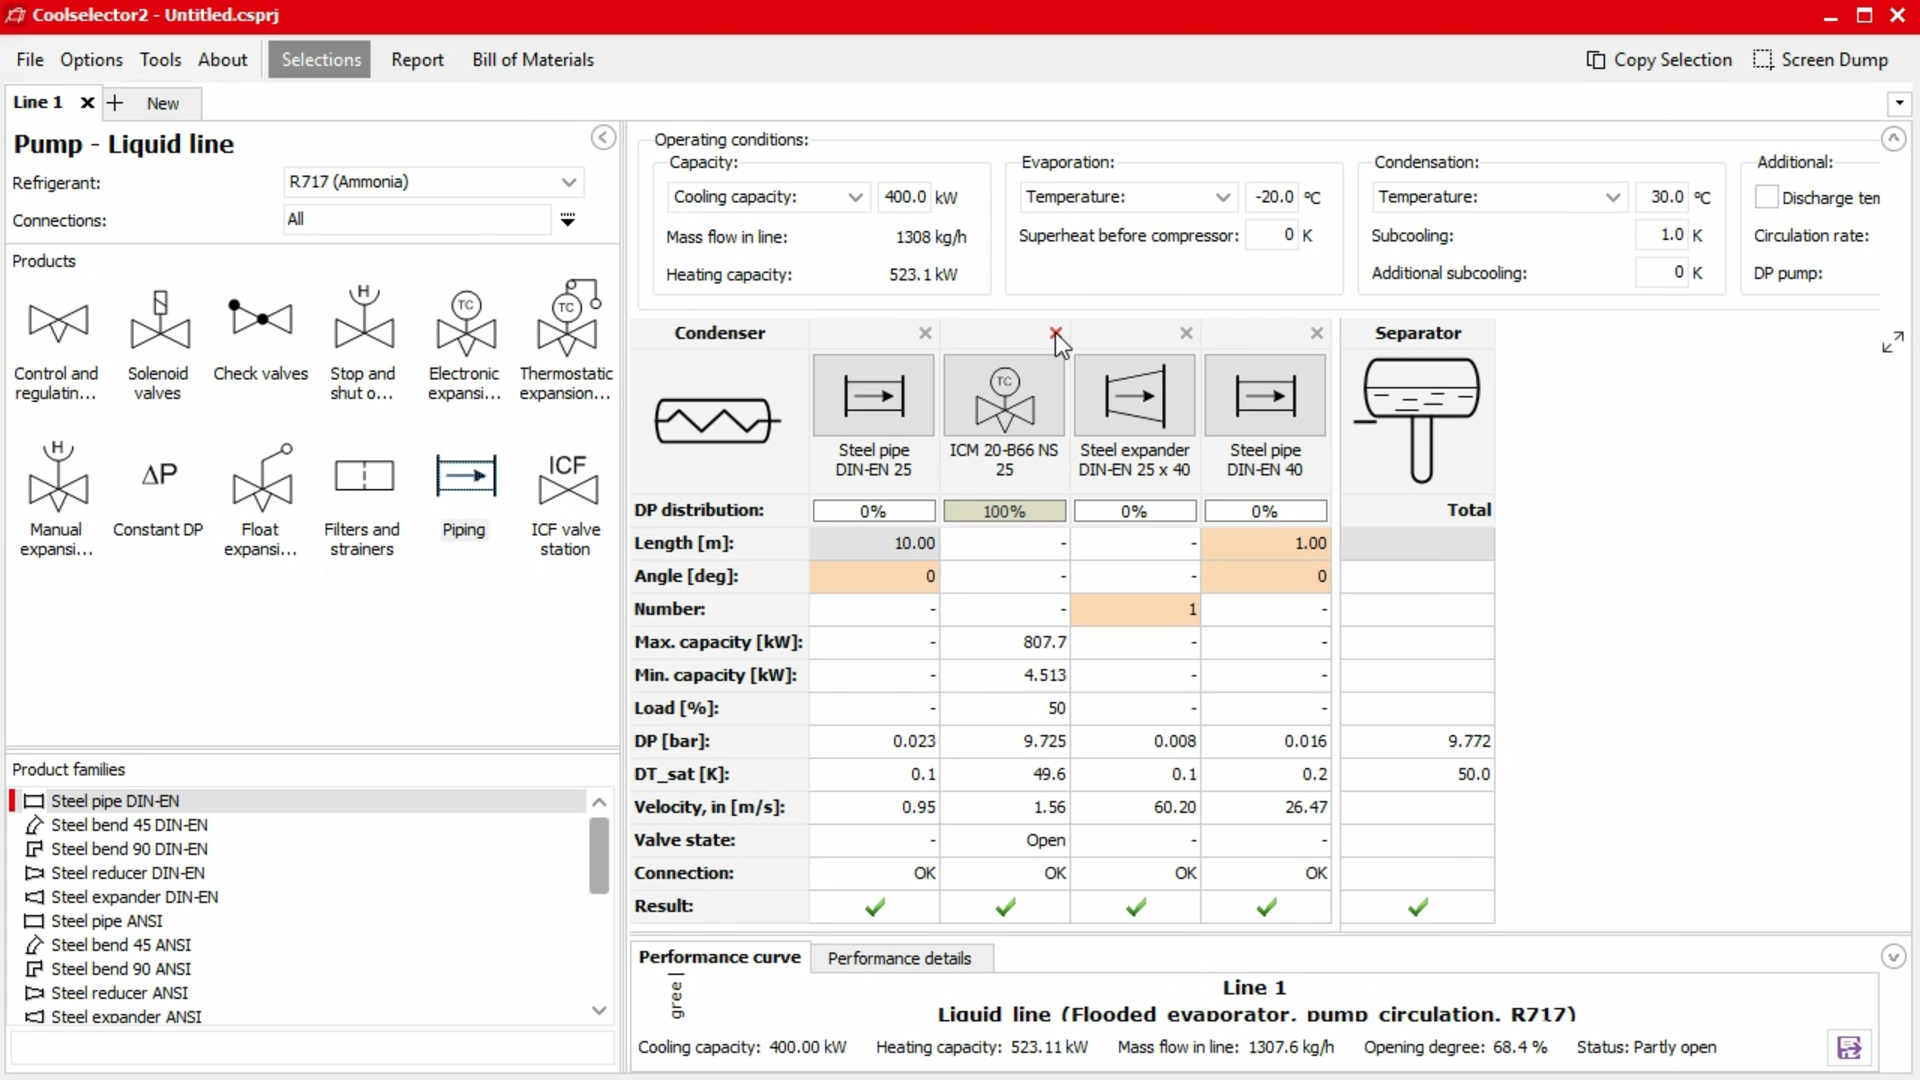 Coolselector2 - Untitled.csprj
File Options Tools About Selections Report Bill of Materials Copy Selection Screen Dump
Line 1 New
Pump - Liquid line
Refrigerant: R717 (Ammonia)
Connections: All
Products
Control and regulatin...
Solenoid valves
Check valves
Stop and shut o...
Electronic expansi...
Thermostatic expansion...
Manual expansi...
Constant DP
Float expansi...
Filters and strainers
Piping
ICF valve station
H
TC
TC
H
ΔP
ICF
Product families
Steel pipe DIN-EN
Steel bend 45 DIN-EN
Steel bend 90 DIN-EN
Steel reducer DIN-EN
Steel expander DIN-EN
Steel pipe ANSI
Steel bend 45 ANSI
Steel bend 90 ANSI
Steel reducer ANSI
Steel expander ANSI
Operating conditions:
Capacity:
Cooling capacity: 400.0 kW
Mass flow in line: 1308 kg/h
Heating capacity: 523.1 kW
Evaporation:
Temperature: -20.0 °C
Superheat before compressor: 0 K
Condensation:
Temperature: 30.0 °C
Subcooling: 1.0 K
Additional subcooling: 0 K
Additional:
Discharge ten
Circulation rate:
DP pump:
Condenser Separator
TC
Steel pipe DIN-EN 25
ICM 20-B66 NS 25
Steel expander DIN-EN 25 x 40
Steel pipe DIN-EN 40
DP distribution: 0% 100% 0% 0% Total
Length [m]: 10.00 - - 1.00
Angle [deg]: 0 - - 0
Number: - - 1 -
Max. capacity [kW]: - 807.7 - -
Min. capacity [kW]: - 4.513 - -
Load [%]: - 50 - -
DP [bar]: 0.023 9.725 0.008 0.016 9.772
DT_sat [K]: 0.1 49.6 0.1 0.2 50.0
Velocity, in [m/s]: 0.95 1.56 60.20 26.47
Valve state: - Open - -
Connection: OK OK OK OK
Result:
Performance curve Performance details
gree
Line 1
Liquid line (Flooded evaporator, pump circulation, R717)
Cooling capacity: 400.00 kW Heating capacity: 523.11 kW Mass flow in line: 1307.6 kg/h Opening degree: 68.4 % Status: Partly open